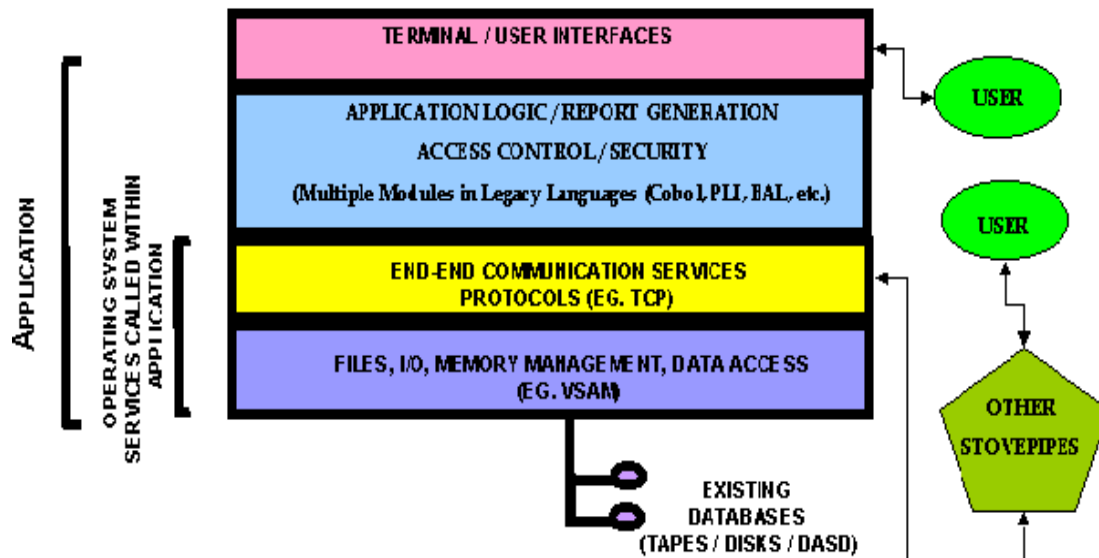 TERMINAL / USER INTERFACES
APPLICATION LOGIC / REPORT GENERATION
ACCESS CONTROL / SECURITY
(Multiple Modules in Legacy Languages (Cobol, PLI, BAL, etc.)
END-END COMMUNICATION SERVICES
PROTOCOLS (EG. TCP)
FILES, I/O, MEMORY MANAGEMENT, DATA ACCESS
(EG. VSAM)
EXISTING
DATABASES
(TAPES / DISKS / DASD)
APPLICATION
OPERATING SYSTEM
SERVICES CALLED WITHIN
APPLICATION
USER
USER
OTHER
STOVEPIPES